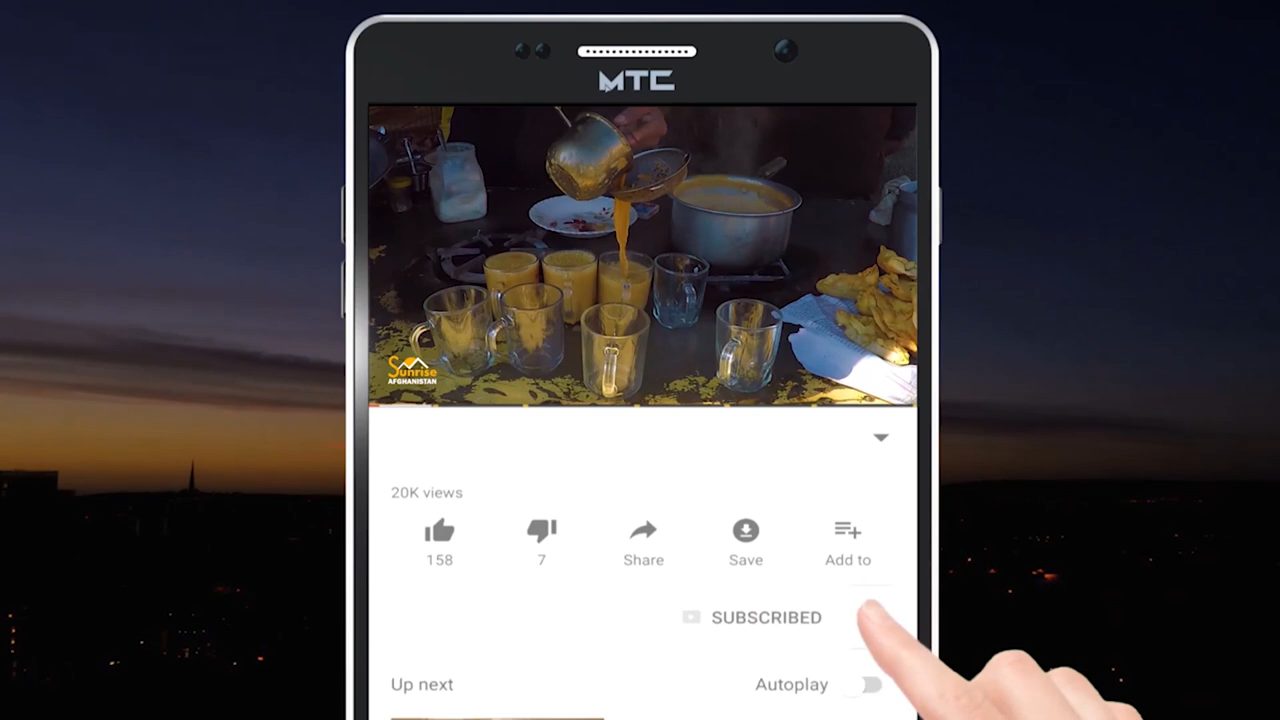 MTC
Sunrise
AFGHANISTAN
20K views
158
7
Share
Save
Add to
SUBSCRIBED
Up next
Autoplay